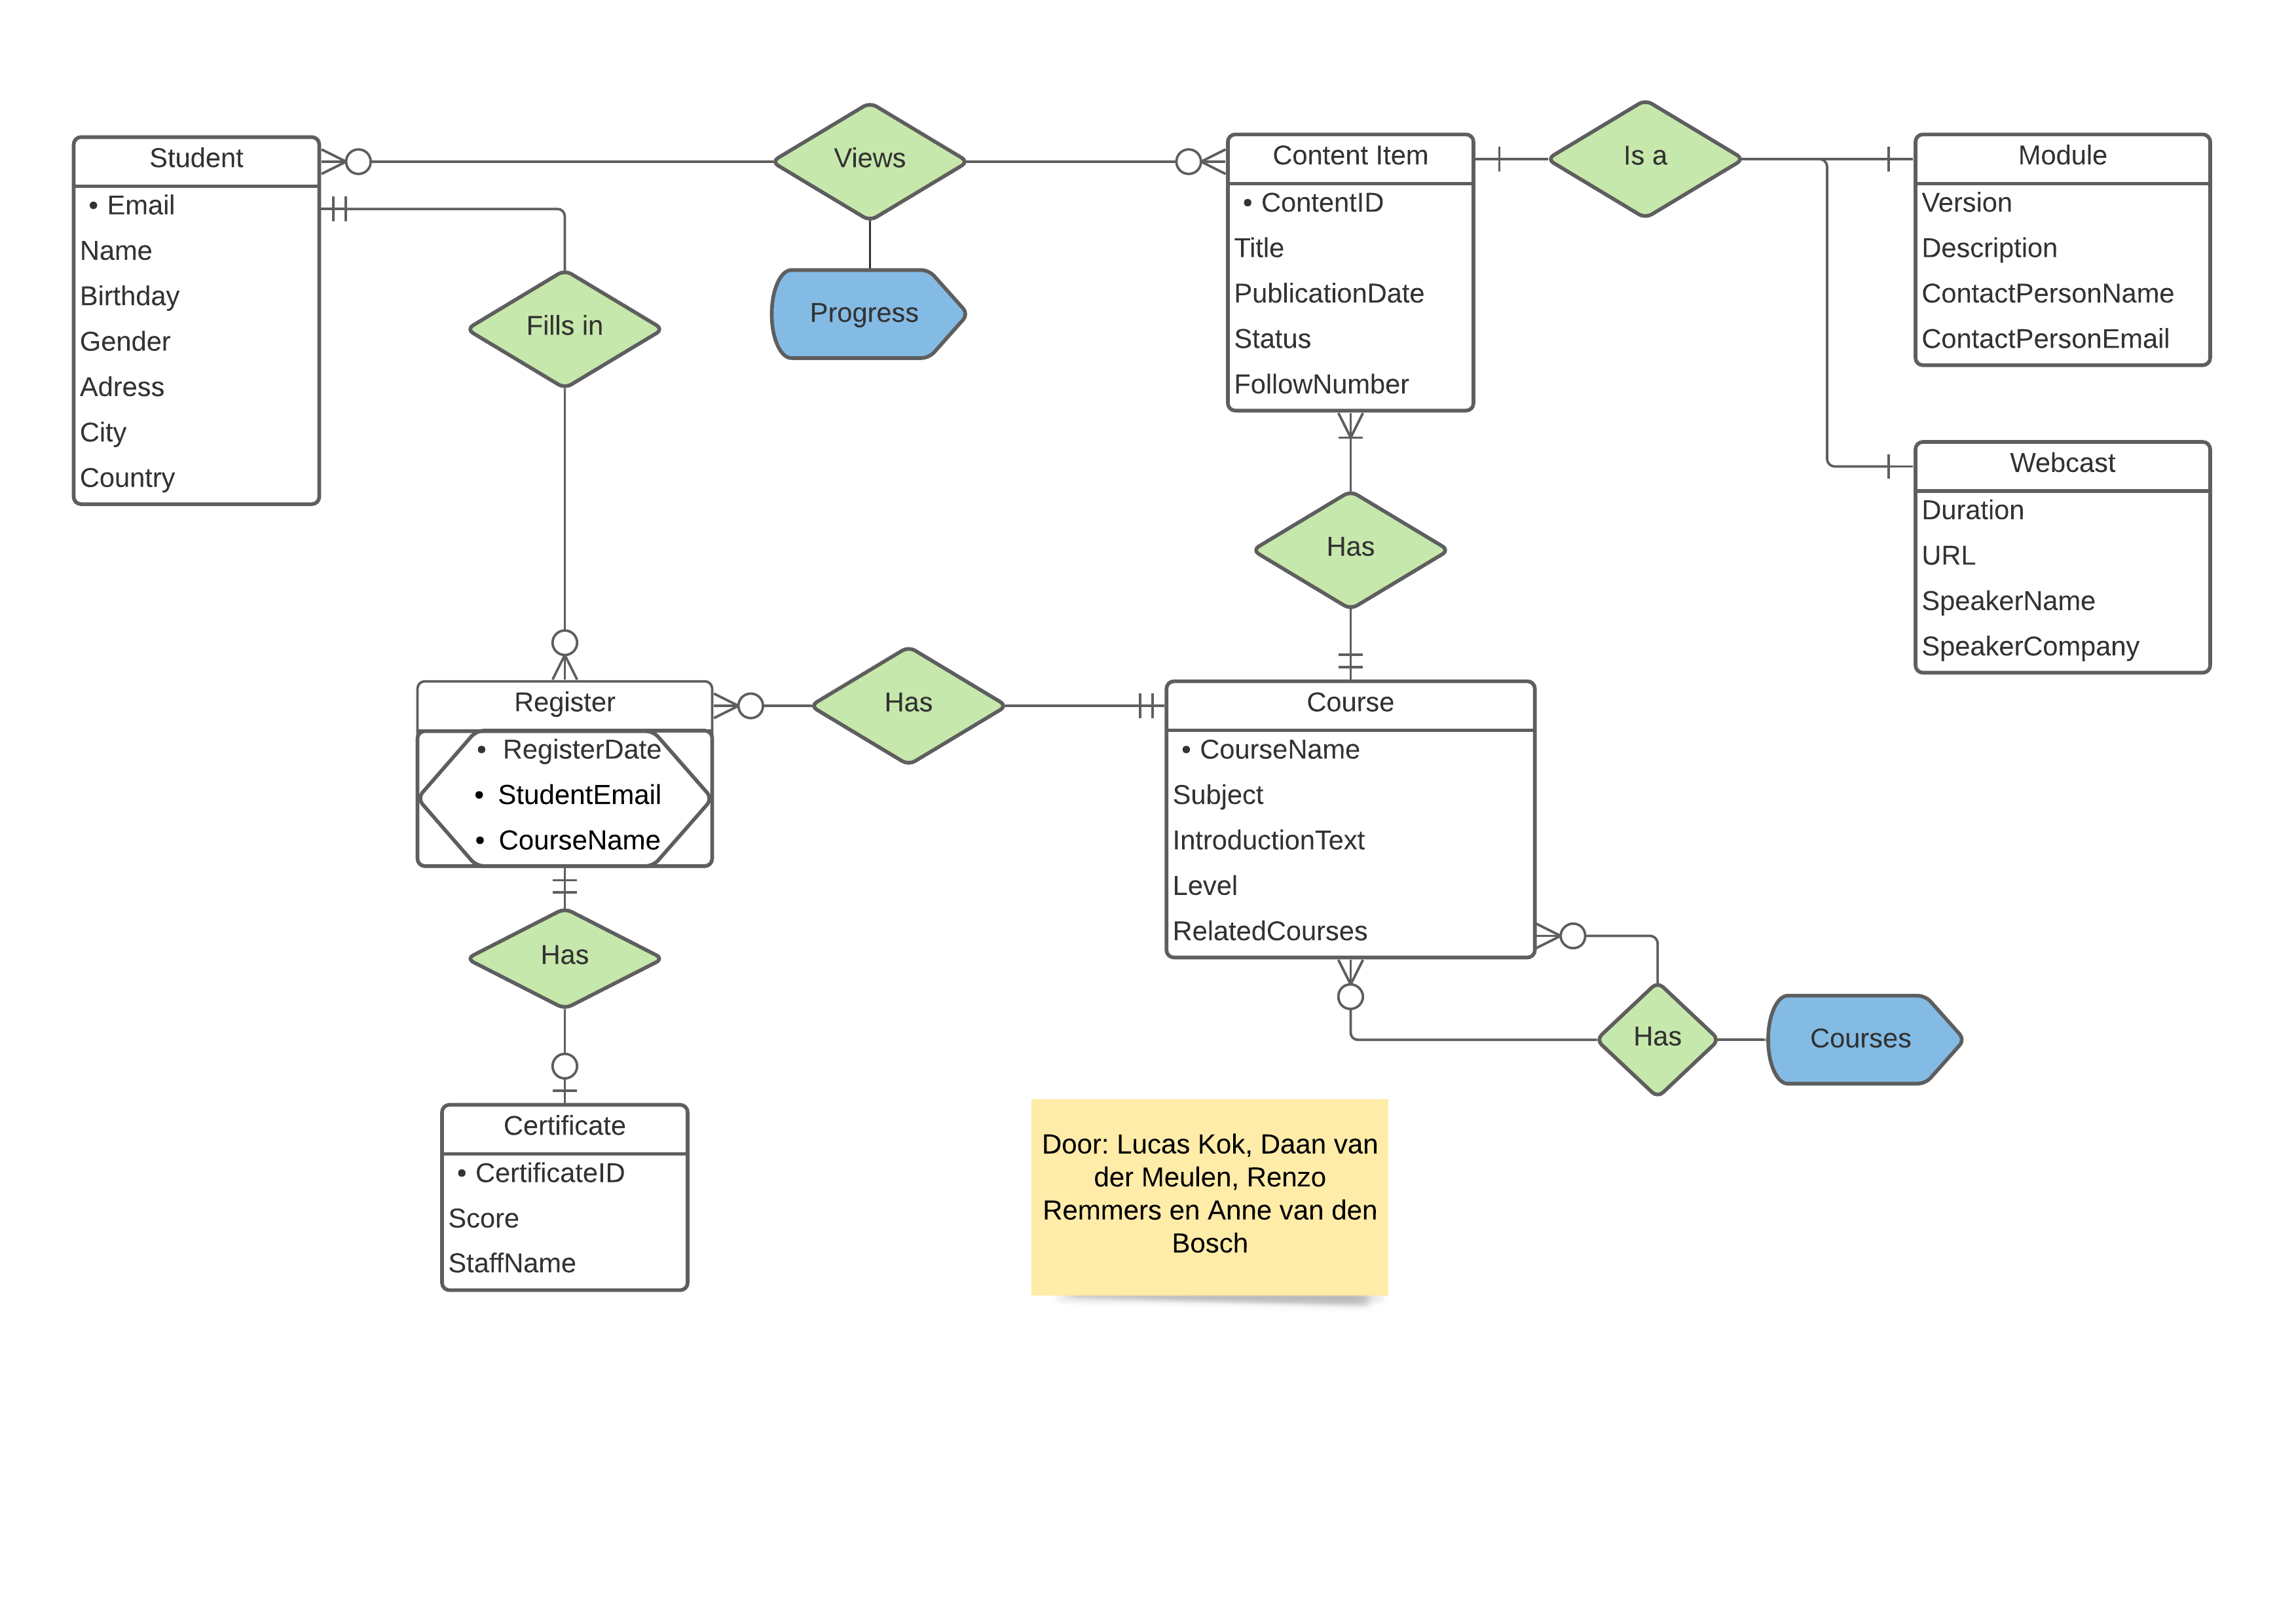 Student
• Email
Name
Birthday
Gender
Adress
City
Country
Views
Progress
Fills in
Content Item
• ContentID
Title
PublicationDate
Status
FollowNumber
Is a
Module
Version
Description
ContactPersonName
ContactPersonEmail
Webcast
Duration
URL
SpeakerName
SpeakerCompany
Has
Register
• RegisterDate
• StudentEmail
• CourseName
Has
Course
• CourseName
Subject
IntroductionText
Level
RelatedCourses
Has
Courses
Has
Certificate
• CertificateID
Score
StaffName
Door: Lucas Kok, Daan van
der Meulen, Renzo
Remmers en Anne van den
Bosch